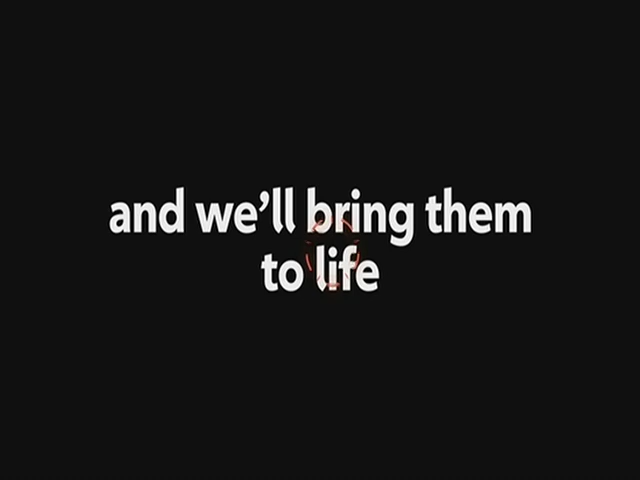 and we’ll bring them
to life